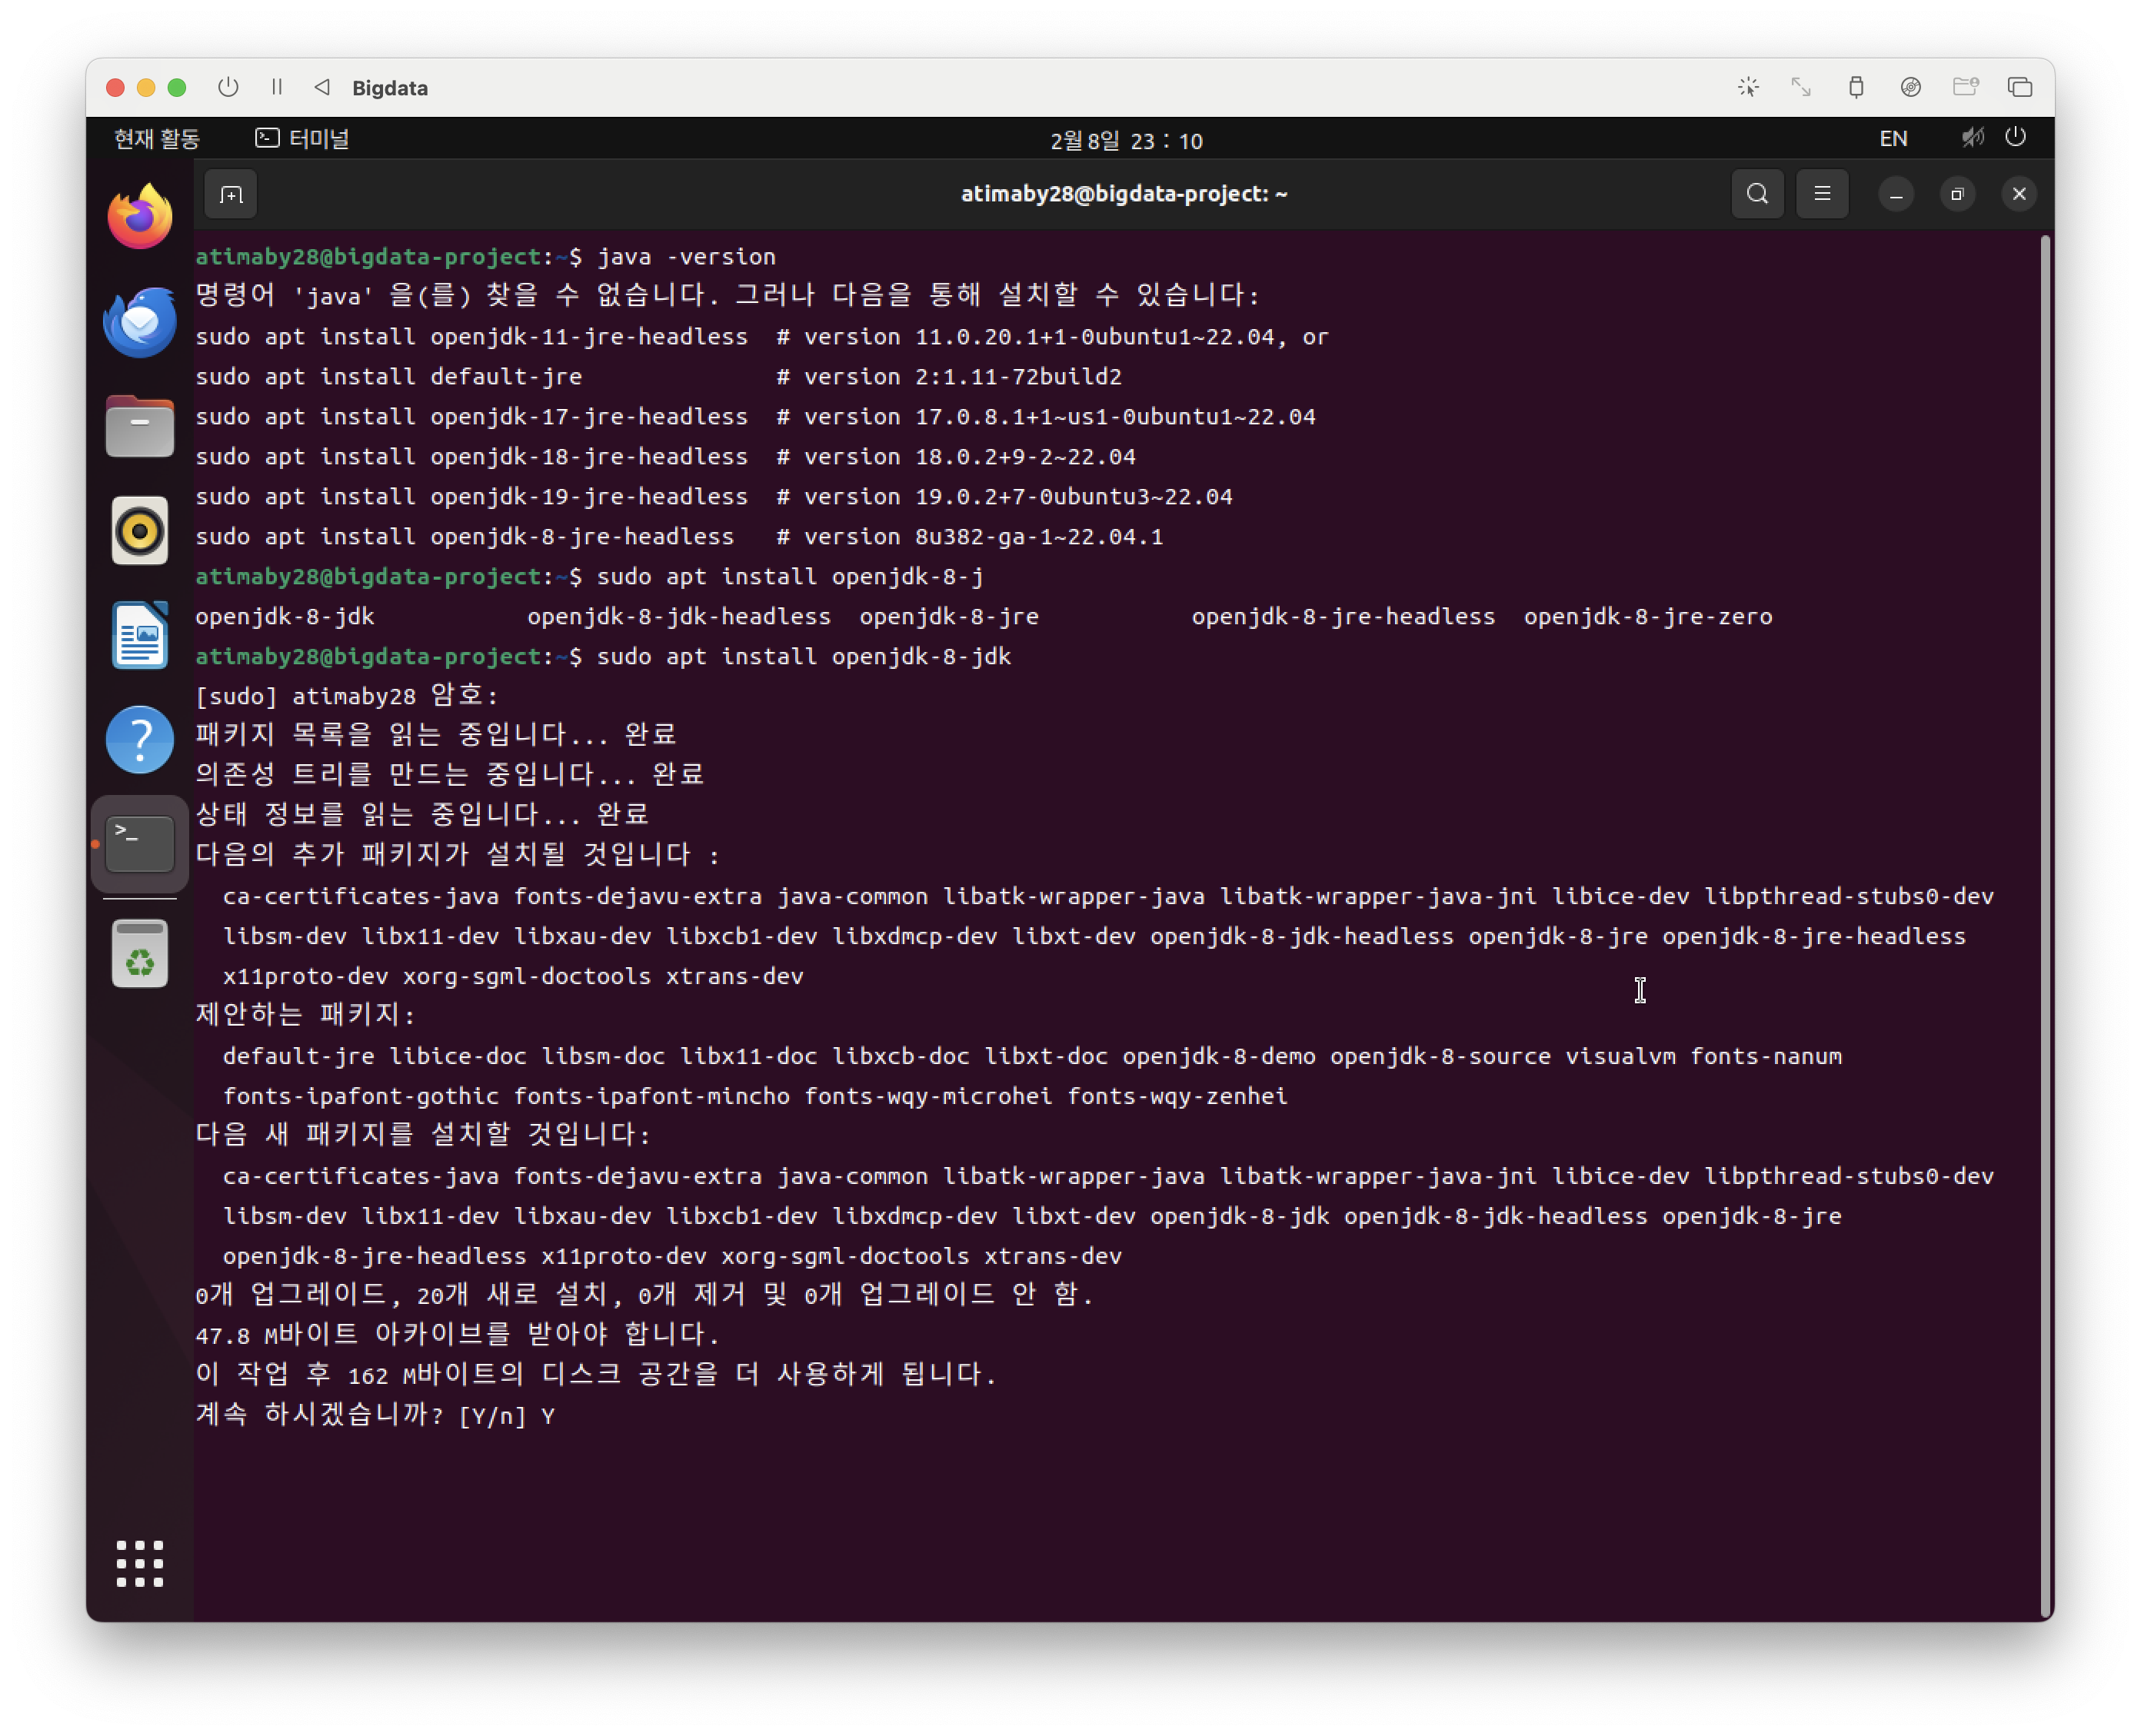 Bigdata
현재 활동 터미널 2월 8일 23 : 10 EN
atimaby28@bigdata-project: ~
atimaby28@bigdata-project:~$ java -version
명령어 'java' 을(를) 찾을 수 없습니다. 그러나 다음을 통해 설치할 수 있습니다:
sudo apt install openjdk-11-jre-headless  # version 11.0.20.1+1-0ubuntu1~22.04, or
sudo apt install default-jre              # version 2:1.11-72build2
sudo apt install openjdk-17-jre-headless  # version 17.0.8.1+1~us1-0ubuntu1~22.04
sudo apt install openjdk-18-jre-headless  # version 18.0.2+9-2~22.04
sudo apt install openjdk-19-jre-headless  # version 19.0.2+7-0ubuntu3~22.04
sudo apt install openjdk-8-jre-headless   # version 8u382-ga-1~22.04.1
atimaby28@bigdata-project:~$ sudo apt install openjdk-8-j
openjdk-8-jdk           openjdk-8-jdk-headless  openjdk-8-jre           openjdk-8-jre-headless  openjdk-8-jre-zero
atimaby28@bigdata-project:~$ sudo apt install openjdk-8-jdk
[sudo] atimaby28 암호:
패키지 목록을 읽는 중입니다... 완료
의존성 트리를 만드는 중입니다... 완료
상태 정보를 읽는 중입니다... 완료
다음의 추가 패키지가 설치될 것입니다 :
  ca-certificates-java fonts-dejavu-extra java-common libatk-wrapper-java libatk-wrapper-java-jni libice-dev libpthread-stubs0-dev
  libsm-dev libx11-dev libxau-dev libxcb1-dev libxdmcp-dev libxt-dev openjdk-8-jdk-headless openjdk-8-jre openjdk-8-jre-headless
  x11proto-dev xorg-sgml-doctools xtrans-dev
제안하는 패키지:
  default-jre libice-doc libsm-doc libx11-doc libxcb-doc libxt-doc openjdk-8-demo openjdk-8-source visualvm fonts-nanum
  fonts-ipafont-gothic fonts-ipafont-mincho fonts-wqy-microhei fonts-wqy-zenhei
다음 새 패키지를 설치할 것입니다:
  ca-certificates-java fonts-dejavu-extra java-common libatk-wrapper-java libatk-wrapper-java-jni libice-dev libpthread-stubs0-dev
  libsm-dev libx11-dev libxau-dev libxcb1-dev libxdmcp-dev libxt-dev openjdk-8-jdk openjdk-8-jdk-headless openjdk-8-jre
  openjdk-8-jre-headless x11proto-dev xorg-sgml-doctools xtrans-dev
0개 업그레이드, 20개 새로 설치, 0개 제거 및 0개 업그레이드 안 함.
47.8 M바이트 아카이브를 받아야 합니다.
이 작업 후 162 M바이트의 디스크 공간을 더 사용하게 됩니다.
계속 하시겠습니까? [Y/n] Y